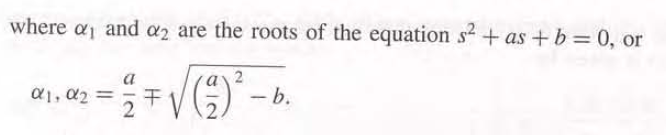 where α₁ and α₂ are the roots of the equation s² + as + b = 0, or
α₁, α₂ = a/2 ∓ √((a/2)² − b).